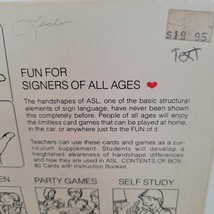 $19.95
Text
FUN FOR
SIGNERS OF ALL AGES
The handshapes of ASL, one of the basic structural
elements of sign language, have never been shown
this completely before. People of all ages will enjoy
the limitless card games that can be played at home,
in the car, or anywhere just for the FUN of it.
Teachers can use these cards and games as a cur-
riculum supplement. Students will develop a
heightened awareness of handshape differences
and how they are used in ASL. CONTENTS OF BOX:
Cards with Instruction Booklet.
PARTY GAMES
SELF STUDY